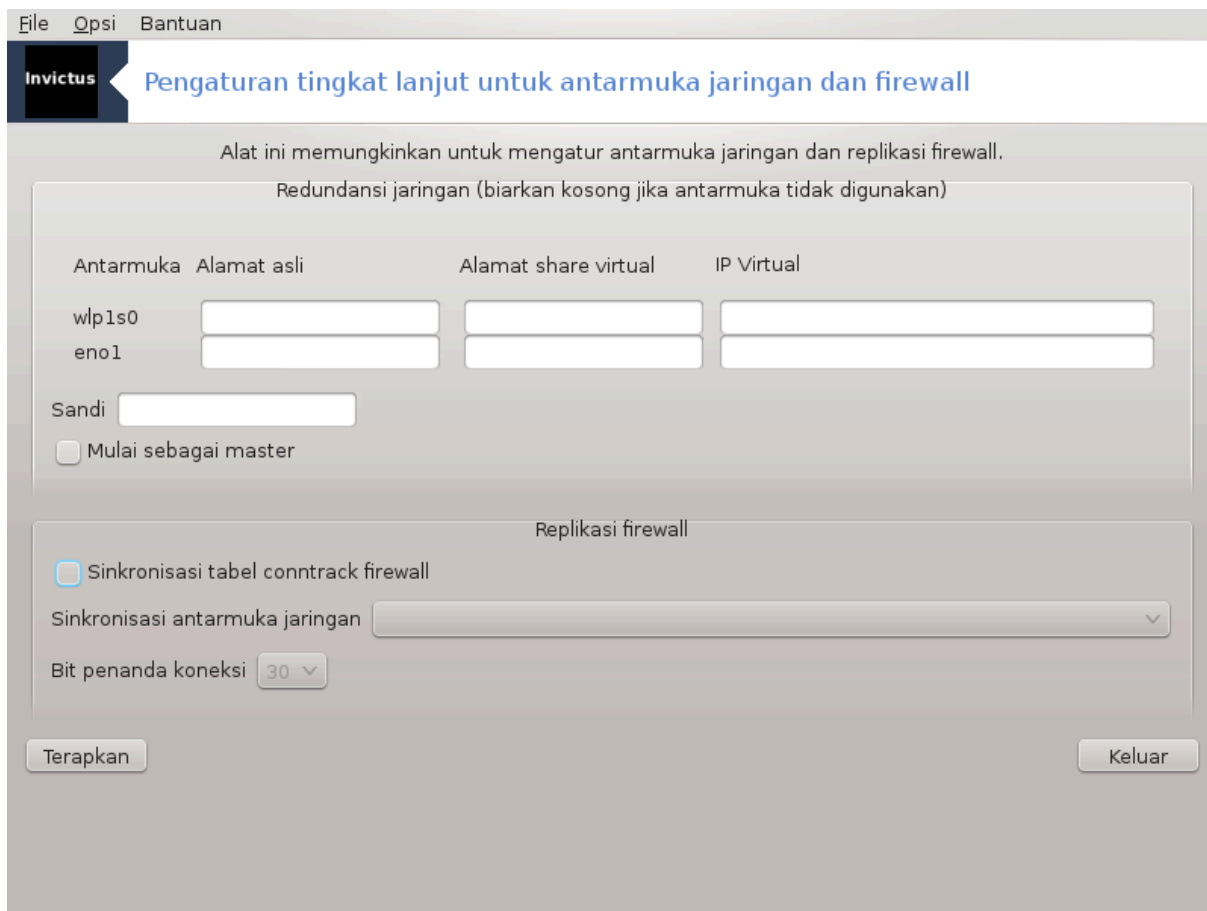 File Opsi Bantuan
Invictus
Pengaturan tingkat lanjut untuk antarmuka jaringan dan firewall
Alat ini memungkinkan untuk mengatur antarmuka jaringan dan replikasi firewall.
Redundansi jaringan (biarkan kosong jika antarmuka tidak digunakan)
Antarmuka Alamat asli Alamat share virtual IP Virtual
wlp1s0
eno1
Sandi
Mulai sebagai master
Replikasi firewall
Sinkronisasi tabel conntrack firewall
Sinkronisasi antarmuka jaringan
Bit penanda koneksi 30
Terapkan Keluar